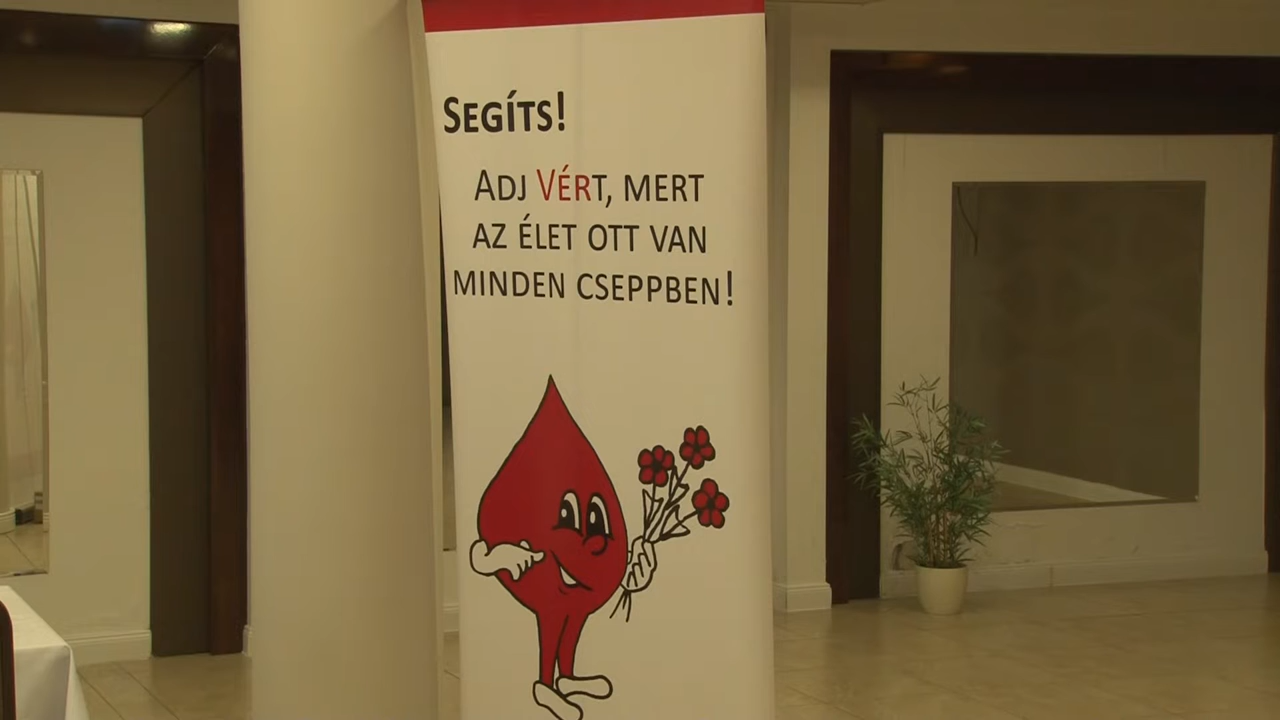 SEGÍTS!
ADJ VÉRT, MERT
AZ ÉLET OTT VAN
MINDEN CSEPPBEN!